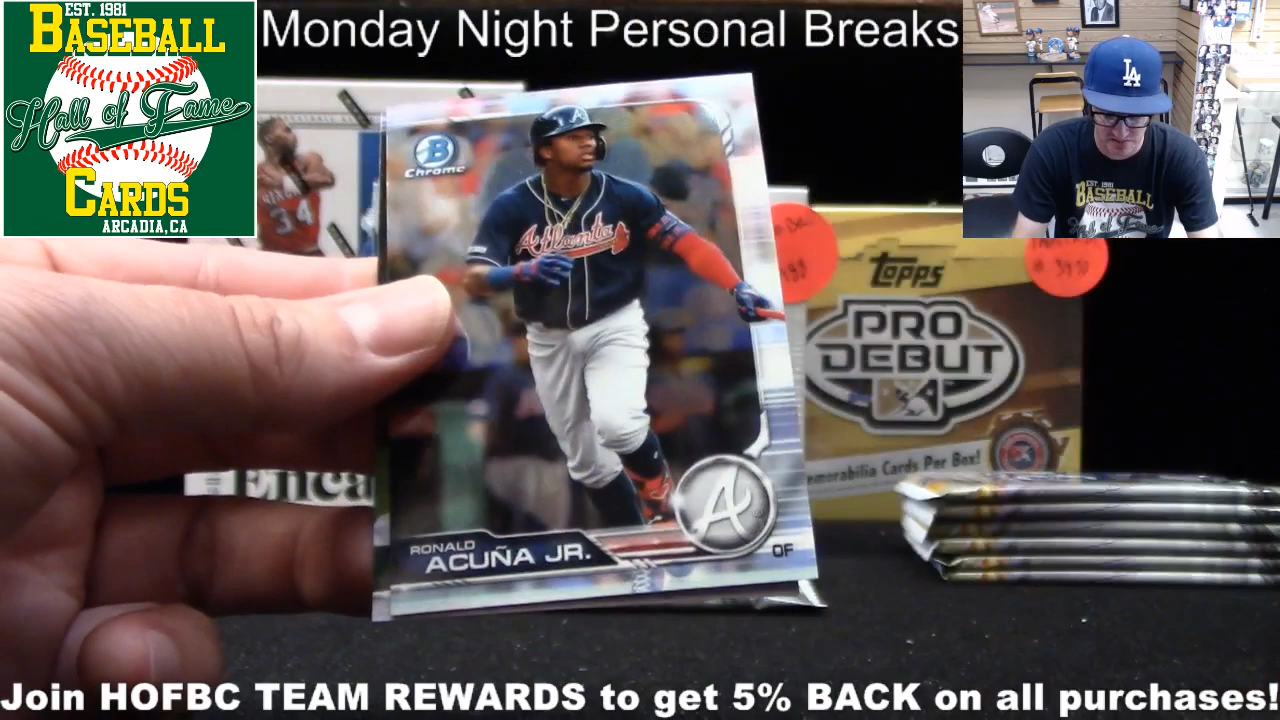 EST. 1981
BASEBALL
Hall of Fame
CARDS
ARCADIA, CA
Monday Night Personal Breaks
LA
EST. 1981
BASEBALL
Hall of Fame
B
Chrome
34
Atlanta
A
RONALD
ACUÑA JR.
OF
TOPPS
PRO
DEBUT
emorabilia Cards Per Box!
Join HOFBC TEAM REWARDS to get 5% BACK on all purchases!